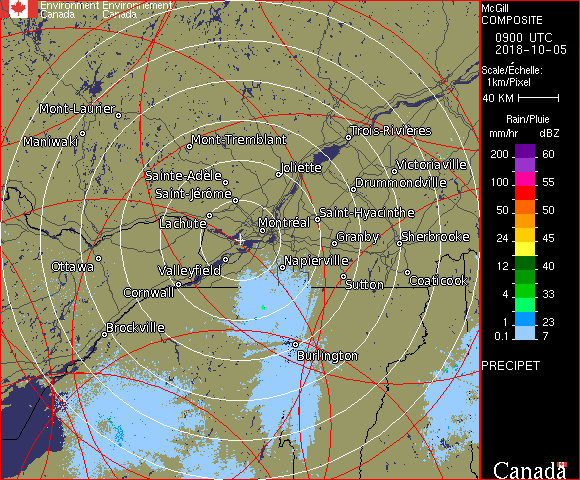 Environment Environnement
Canada Canada
McGill
COMPOSITE
0900 UTC
2018-10-05
Scale/Échelle:
1km/Pixel
40 KM
Rain/Pluie
mm/hr dBZ
200 60
100 55
50 50
24 45
12 40
4 33
1 23
0.1 7
PRECIPET
Canada
Mont-Laurier
Maniwaki
Mont-Tremblant
Trois-Rivières
Joliette
Victoriaville
Sainte-Adèle
Drummondville
Saint-Jérôme
Saint-Hyacinthe
Lachute
Montréal
Granby
Sherbrooke
Ottawa
Valleyfield
Napierville
Cornwall
Sutton
Coaticook
Brockville
Burlington